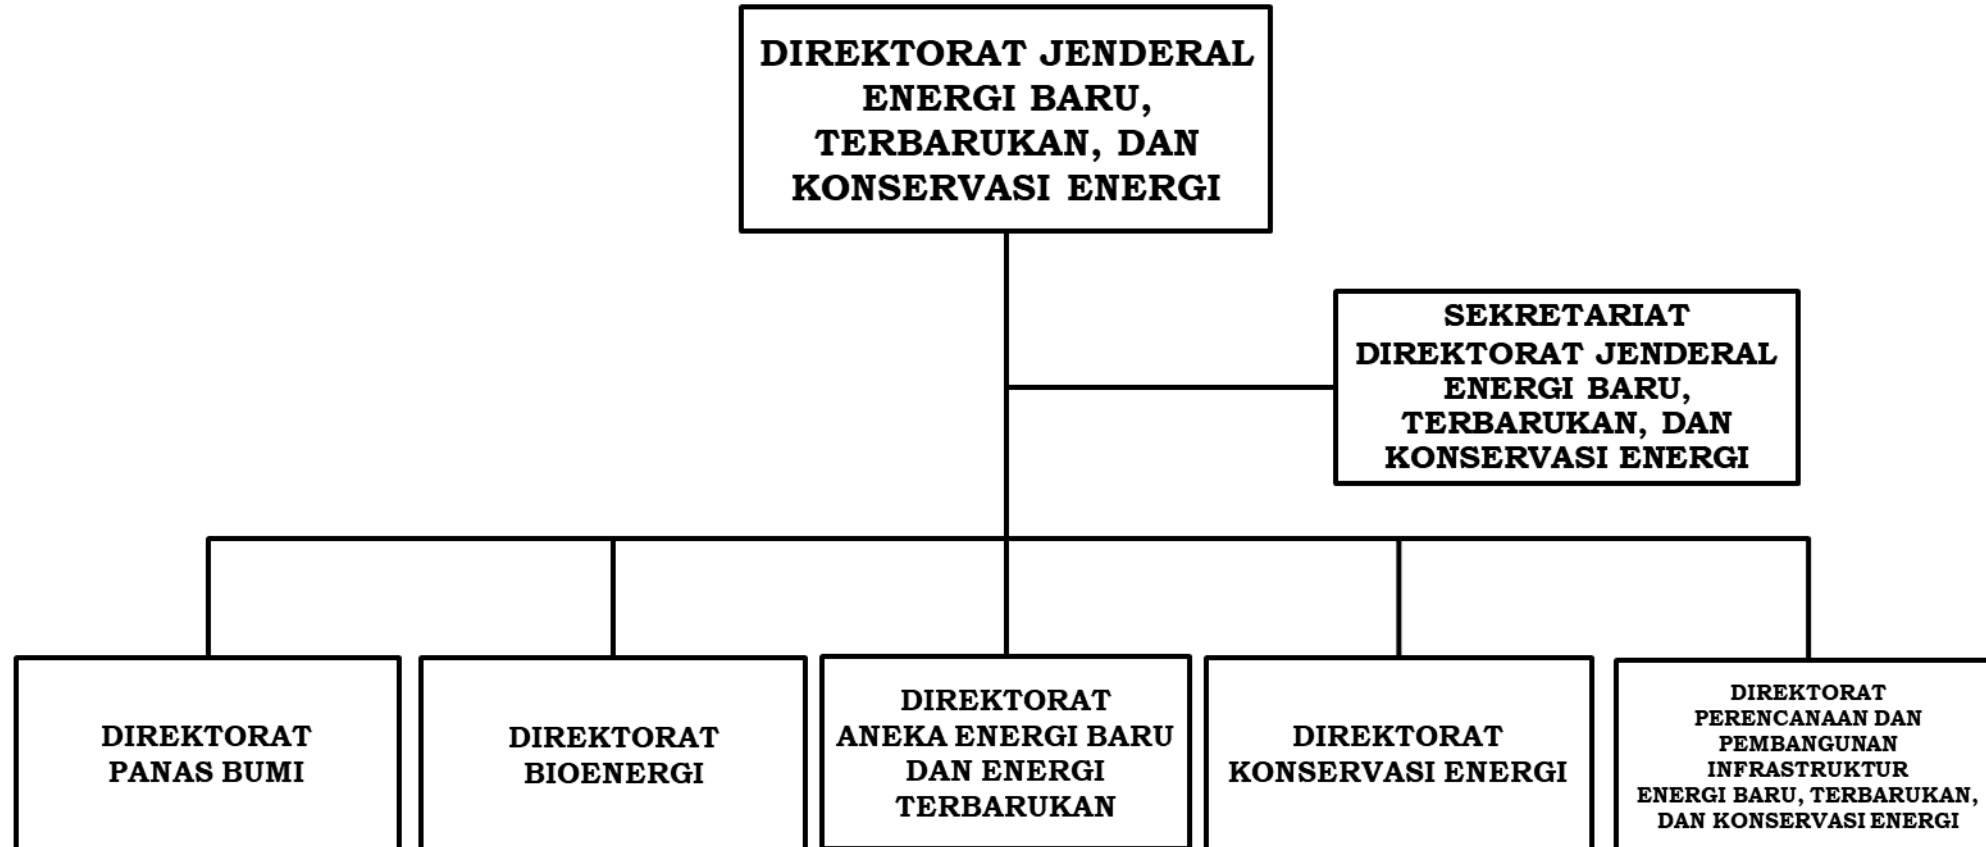 DIREKTORAT JENDERAL
ENERGI BARU,
TERBARUKAN, DAN
KONSERVASI ENERGI
SEKRETARIAT
DIREKTORAT JENDERAL
ENERGI BARU,
TERBARUKAN, DAN
KONSERVASI ENERGI
DIREKTORAT
PANAS BUMI
DIREKTORAT
BIOENERGI
DIREKTORAT
ANEKA ENERGI BARU
DAN ENERGI
TERBARUKAN
DIREKTORAT
KONSERVASI ENERGI
DIREKTORAT
PERENCANAAN DAN
PEMBANGUNAN
INFRASTRUKTUR
ENERGI BARU, TERBARUKAN,
DAN KONSERVASI ENERGI